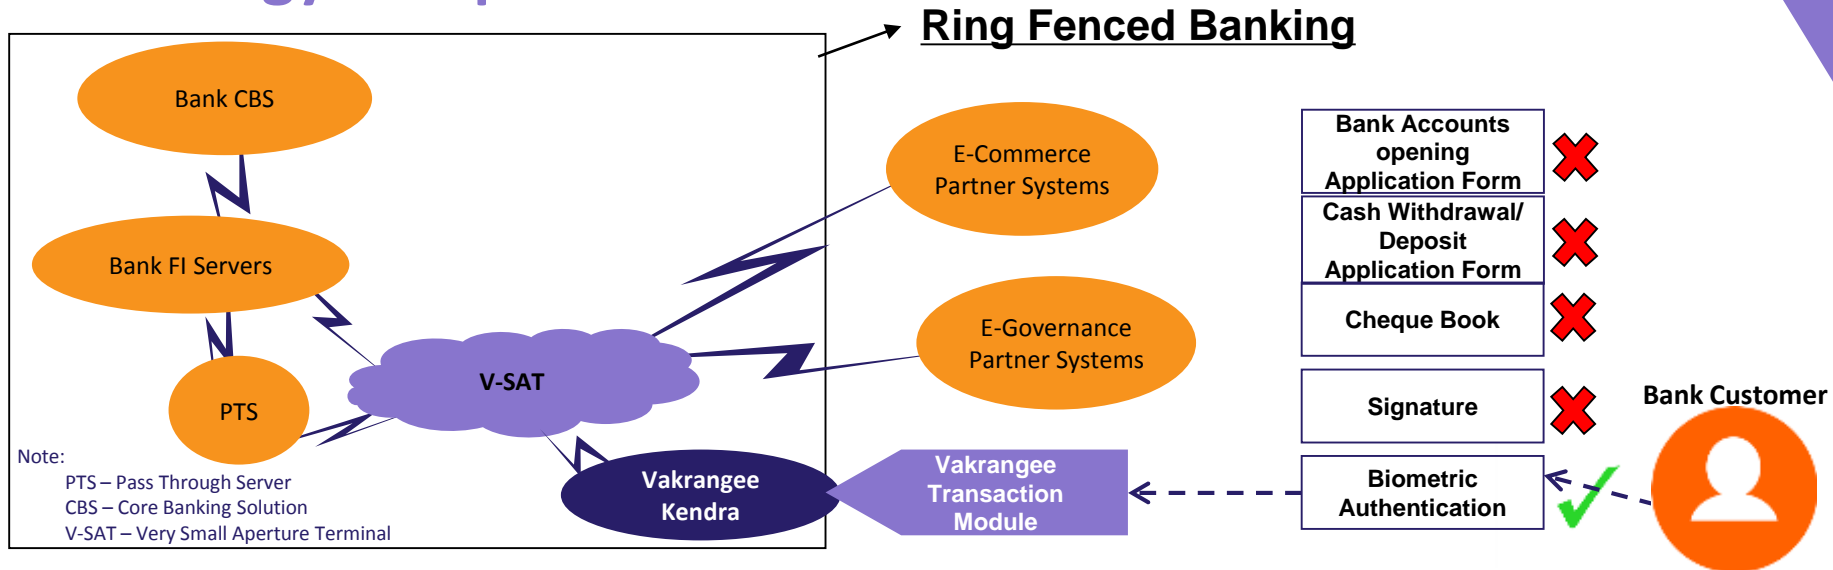 Ring Fenced Banking
Bank CBS
Bank FI Servers
PTS
V-SAT
Vakrangee
Kendra
Note:
PTS – Pass Through Server
CBS – Core Banking Solution
V-SAT – Very Small Aperture Terminal
E-Commerce
Partner Systems
E-Governance
Partner Systems
Vakrangee
Transaction
Module
Bank Accounts
opening
Application Form
Cash Withdrawal/
Deposit
Application Form
Cheque Book
Signature
Biometric
Authentication
Bank Customer